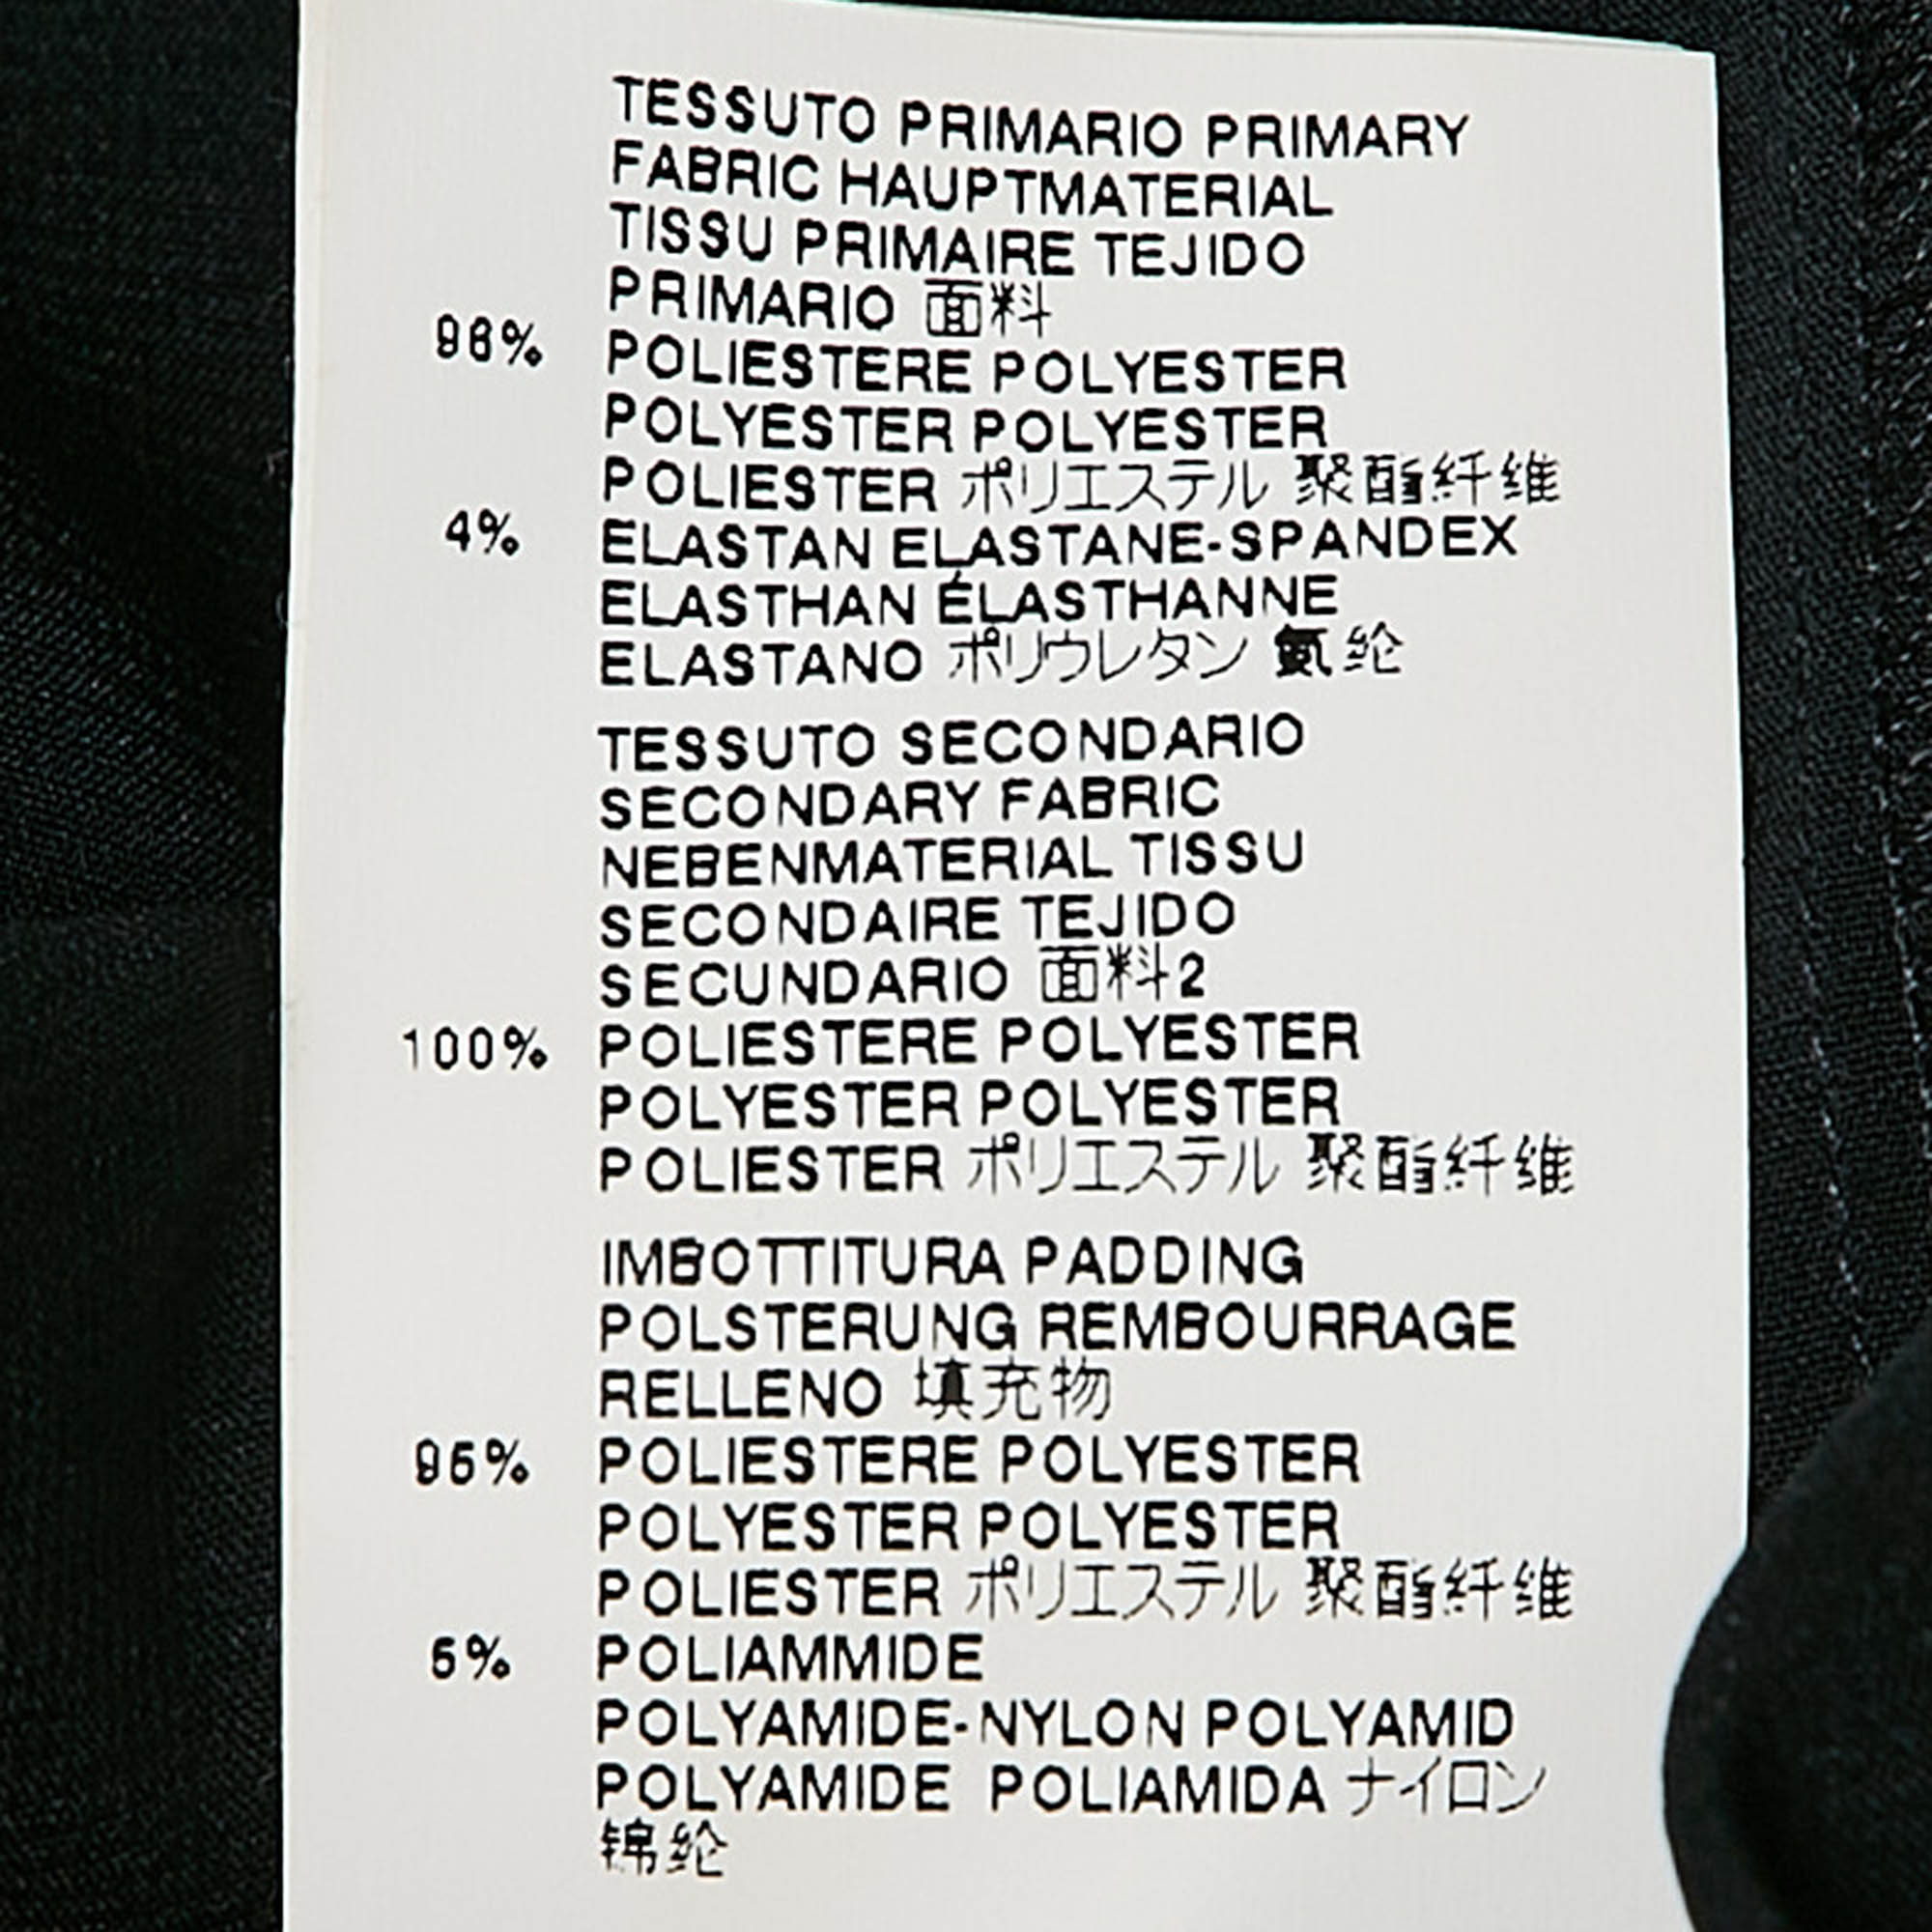 TESSUTO PRIMARIO PRIMARY
FABRIC HAUPTMATERIAL
TISSU PRIMAIRE TEJIDO
PRIMARIO 面料
96% POLIESTERE POLYESTER
POLYESTER POLYESTER
POLIESTER ポリエステル 聚酯纤维
4% ELASTAN ELASTANE-SPANDEX
ELASTHAN ÉLASTHANNE
ELASTANO ポリウレタン 氨纶
TESSUTO SECONDARIO
SECONDARY FABRIC
NEBENMATERIAL TISSU
SECONDAIRE TEJIDO
SECUNDARIO 面料2
100% POLIESTERE POLYESTER
POLYESTER POLYESTER
POLIESTER ポリエステル 聚酯纤维
IMBOTTITURA PADDING
POLSTERUNG REMBOURRAGE
RELLENO 填充物
95% POLIESTERE POLYESTER
POLYESTER POLYESTER
POLIESTER ポリエステル 聚酯纤维
5% POLIAMMIDE
POLYAMIDE-NYLON POLYAMID
POLYAMIDE POLIAMIDA ナイロン
锦纶